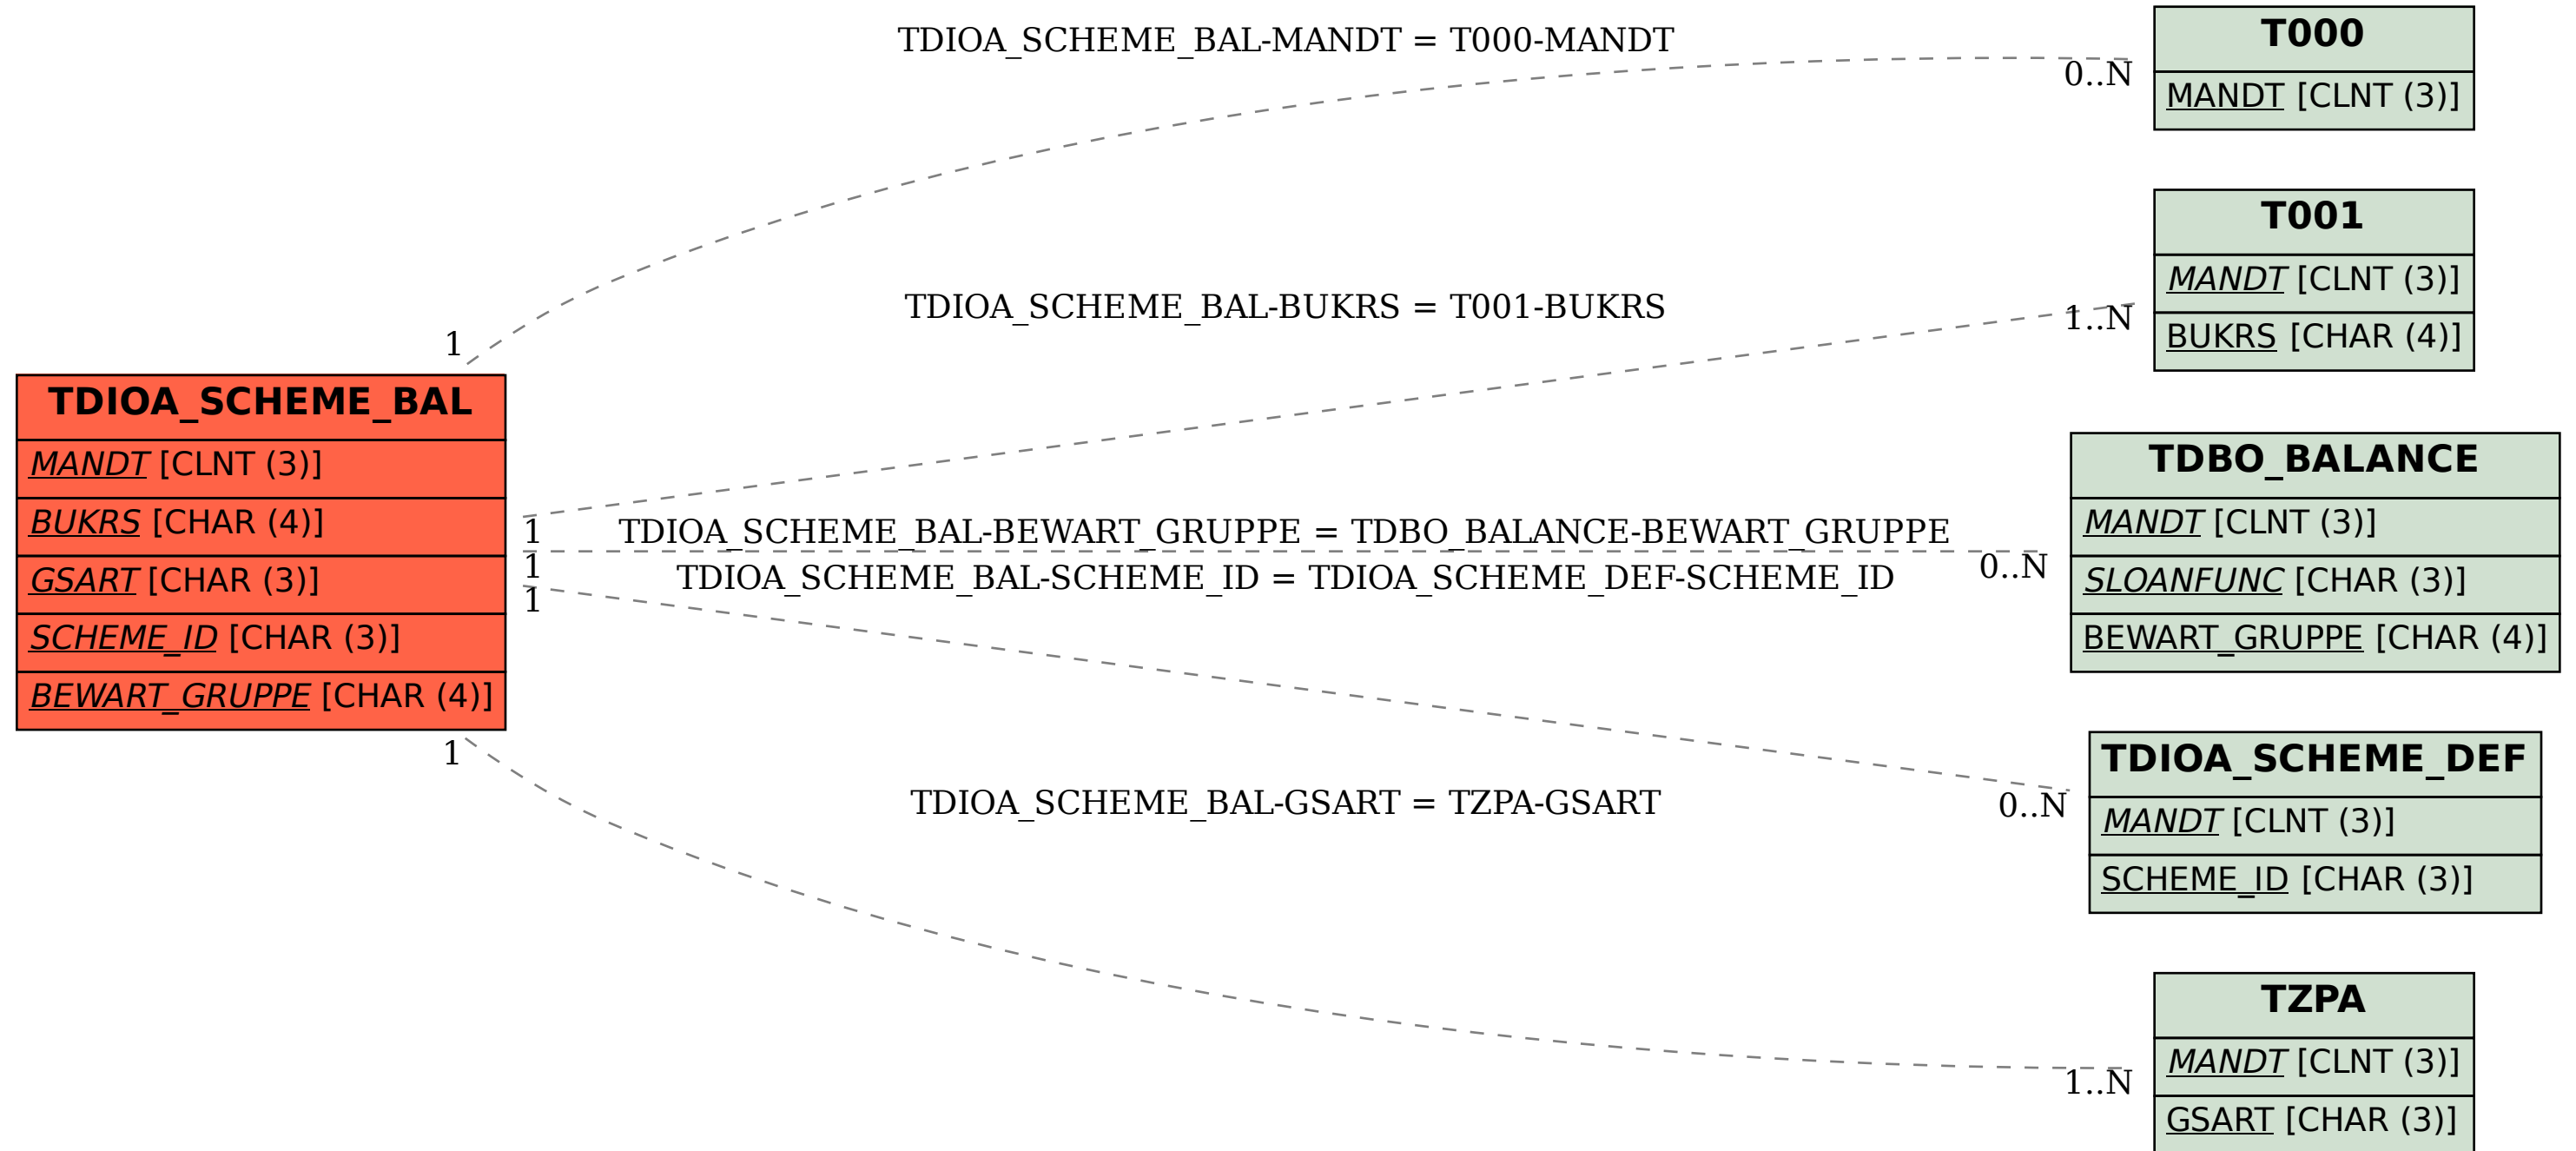 TDIOA_SCHEME_BAL-MANDT = T000-MANDT
0..N
1
T000
MANDT [CLNT (3)]
TDIOA_SCHEME_BAL-BUKRS = T001-BUKRS
1..N
1
T001
MANDT [CLNT (3)]
BUKRS [CHAR (4)]
TDIOA_SCHEME_BAL
MANDT [CLNT (3)]
BUKRS [CHAR (4)]
GSART [CHAR (3)]
SCHEME_ID [CHAR (3)]
BEWART_GRUPPE [CHAR (4)]
TDIOA_SCHEME_BAL-BEWART_GRUPPE = TDBO_BALANCE-BEWART_GRUPPE
1
0..N
TDBO_BALANCE
MANDT [CLNT (3)]
SLOANFUNC [CHAR (3)]
BEWART_GRUPPE [CHAR (4)]
TDIOA_SCHEME_BAL-SCHEME_ID = TDIOA_SCHEME_DEF-SCHEME_ID
1
0..N
TDIOA_SCHEME_DEF
MANDT [CLNT (3)]
SCHEME_ID [CHAR (3)]
1
TDIOA_SCHEME_BAL-GSART = TZPA-GSART
1..N
TZPA
MANDT [CLNT (3)]
GSART [CHAR (3)]